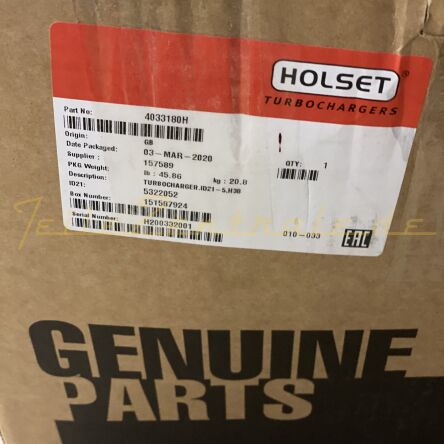 HOLSET®
TURBOCHARGERS
Part No: 4033180H
Origin: GB
Date Packaged: 03-MAR-2020
Supplier: 157589 QTY: 1
PKG Weight: lb: 45.86 kg: 20.8
Description: TURBOCHARGER,ID21-5,H3B
ID21: 5322052
Box Number: 151587924
Serial Number: H200332001 010-033
EAC
GENUINE
PARTS